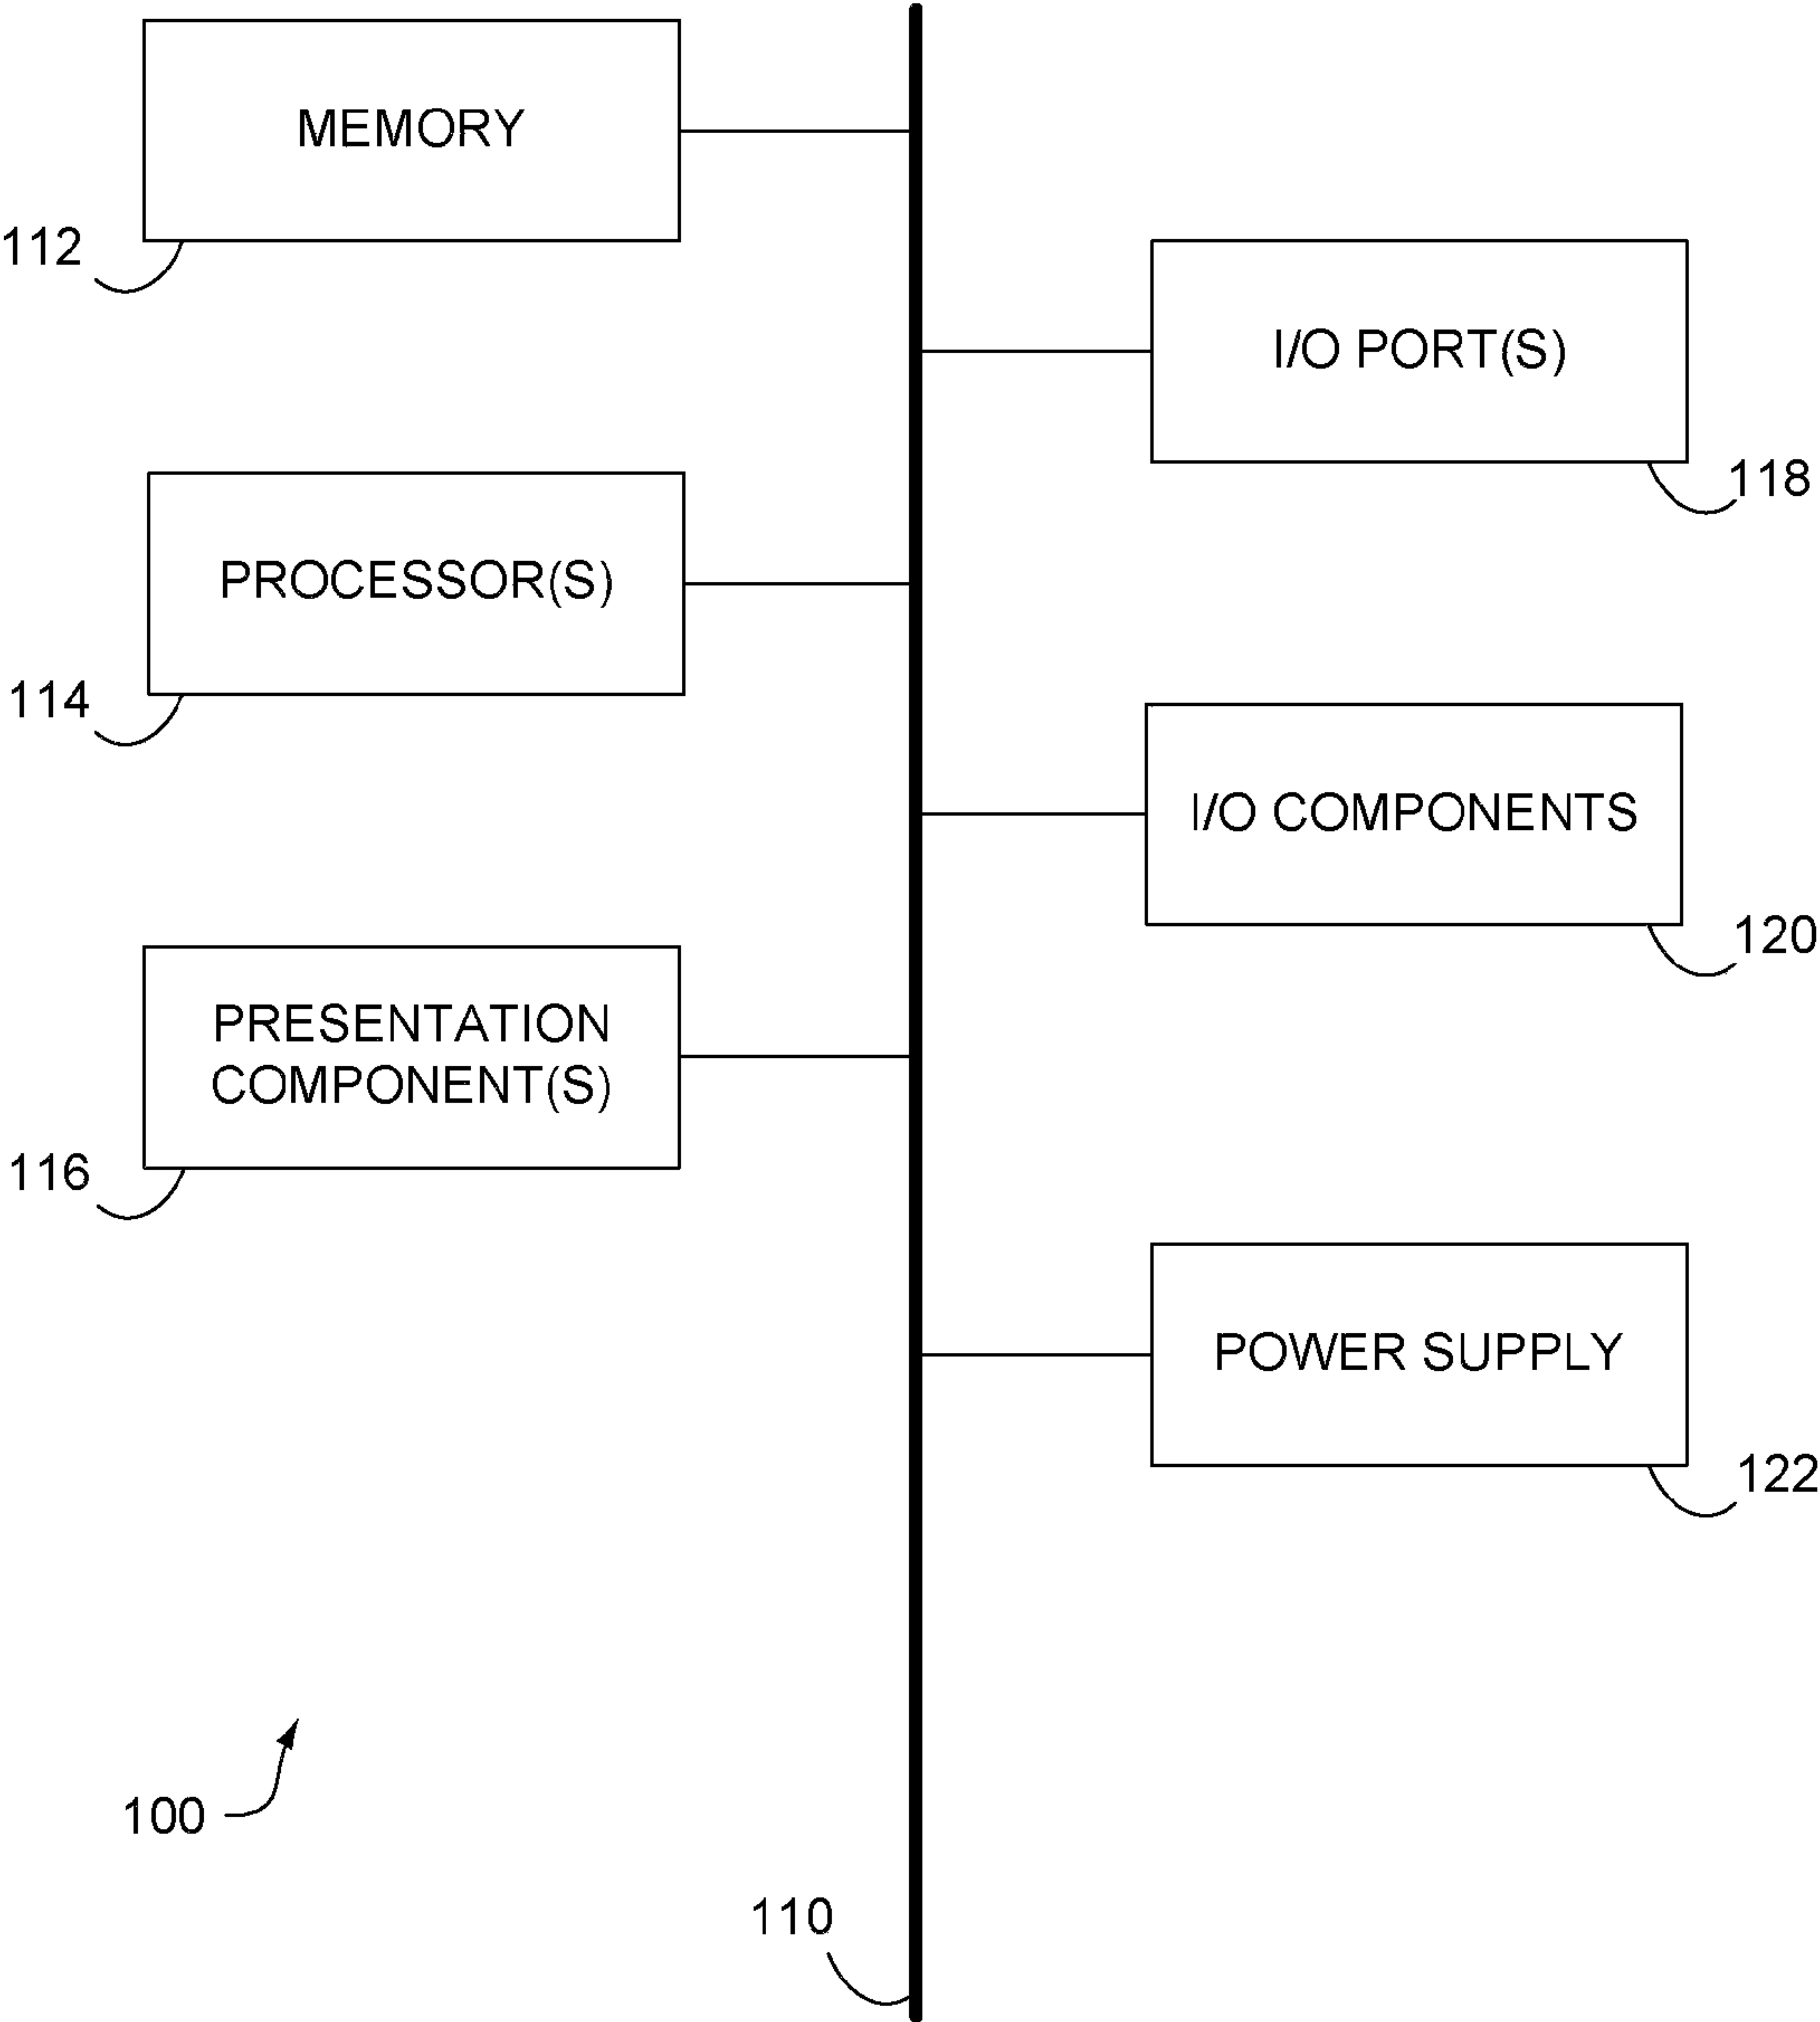 MEMORY
112
I/O PORT(S)
118
PROCESSOR(S)
114
I/O COMPONENTS
120
PRESENTATION
COMPONENT(S)
116
POWER SUPPLY
122
100
110